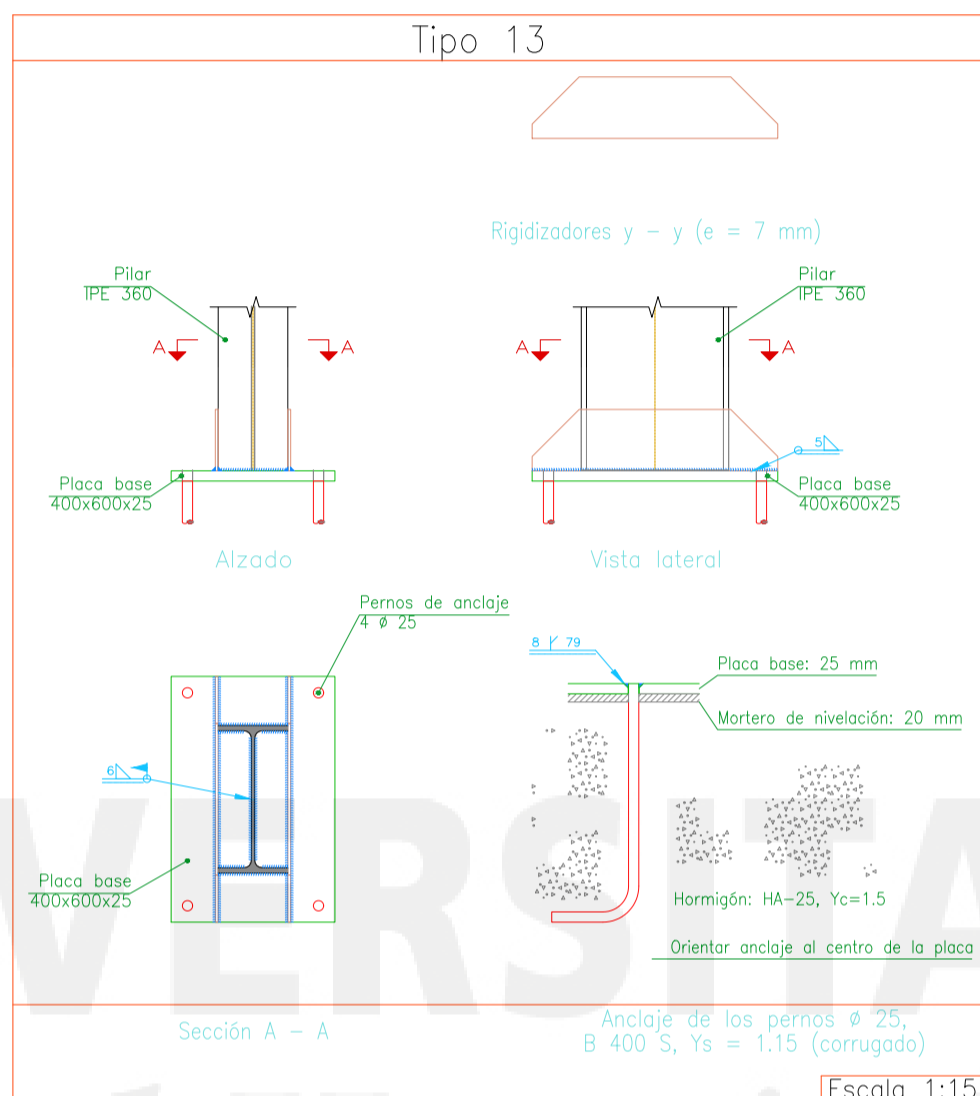 Tipo 13
Rigidizadores y - y (e = 7 mm)
Pilar
IPE 360
A
A
Placa base
400x600x25
Alzado
Pilar
IPE 360
A
A
5
Placa base
400x600x25
Vista lateral
Pernos de anclaje
4 ø 25
6
Placa base
400x600x25
Sección A - A
8
79
Placa base: 25 mm
Mortero de nivelación: 20 mm
Hormigón: HA-25, Yc=1.5
Orientar anclaje al centro de la placa
Anclaje de los pernos ø 25,
B 400 S, Ys = 1.15 (corrugado)
Escala 1:15
VERSITA